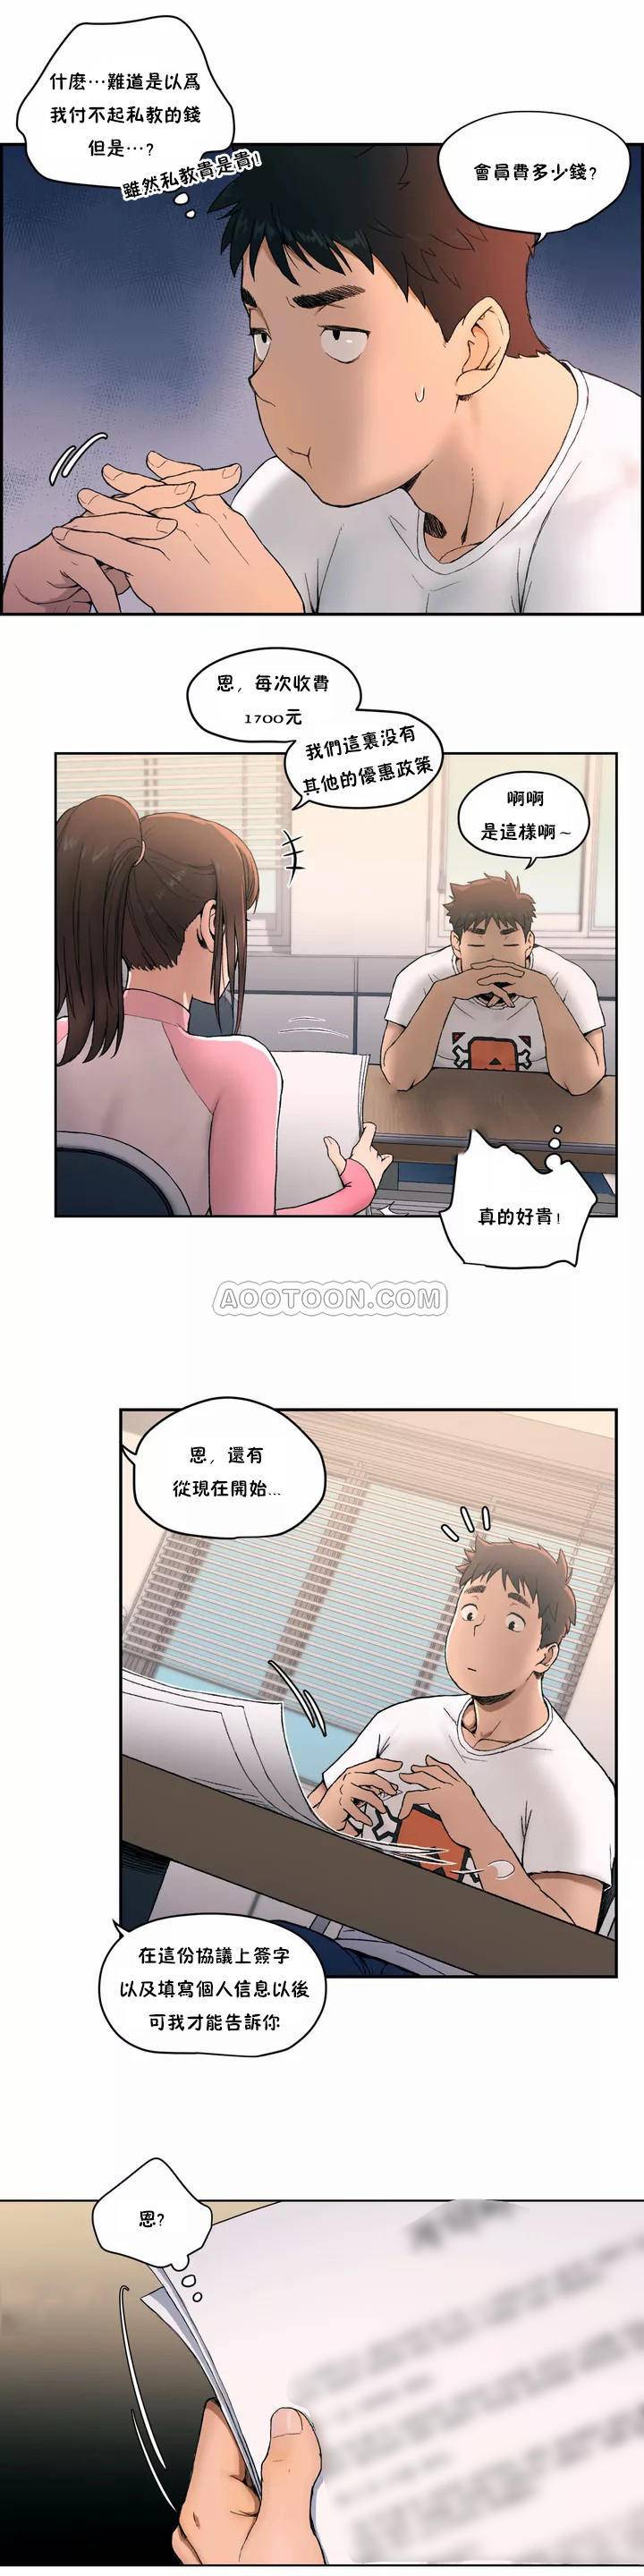 什麽…難道是以爲
我付不起私教的錢
但是…?
雖然私教貴是貴!
會員費多少錢?
恩，每次收費
1700元
我們這裏没有
其他的優惠政策
啊啊
是這樣啊~
真的好貴!
AOOTOON.COM
恩，還有
從現在開始...
在這份協議上簽字
以及填寫個人信息以後
可我才能告訴你
恩?